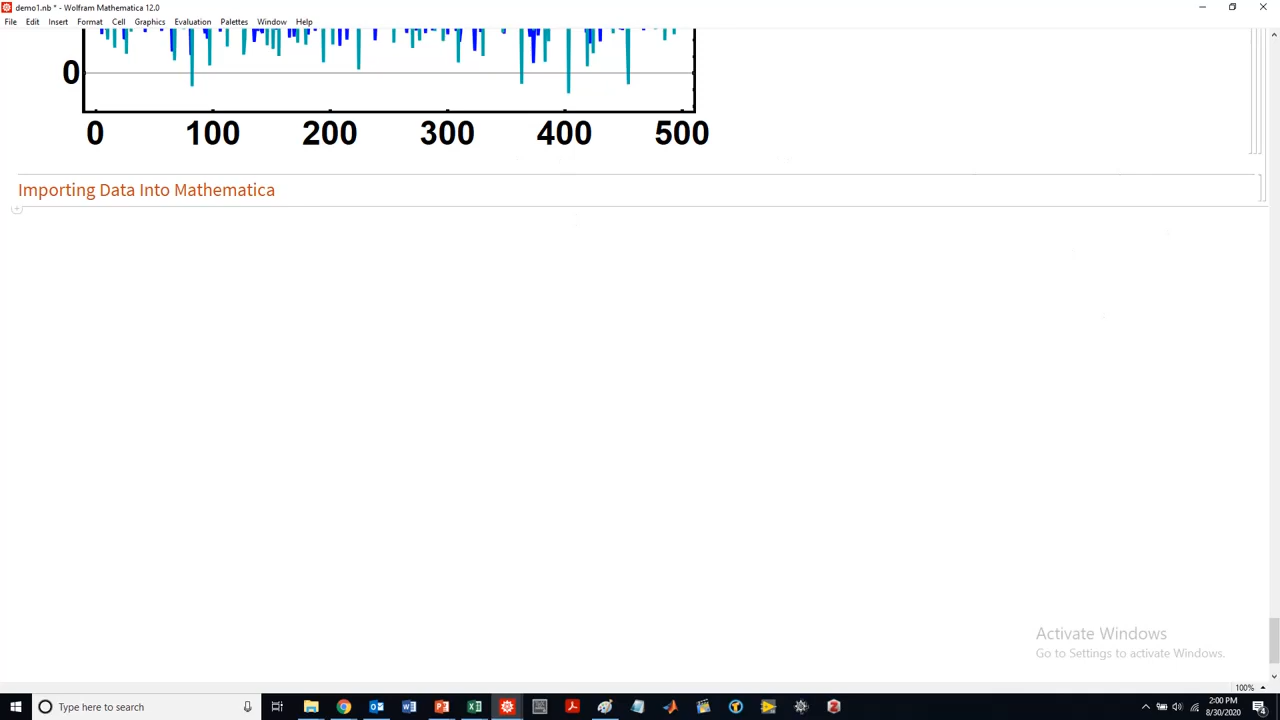 demo1.nb * - Wolfram Mathematica 12.0
File Edit Insert Format Cell Graphics Evaluation Palettes Window Help
0
0 100 200 300 400 500
Importing Data Into Mathematica
Activate Windows
Go to Settings to activate Windows.
100%
Type here to search
2:00 PM
8/30/2020